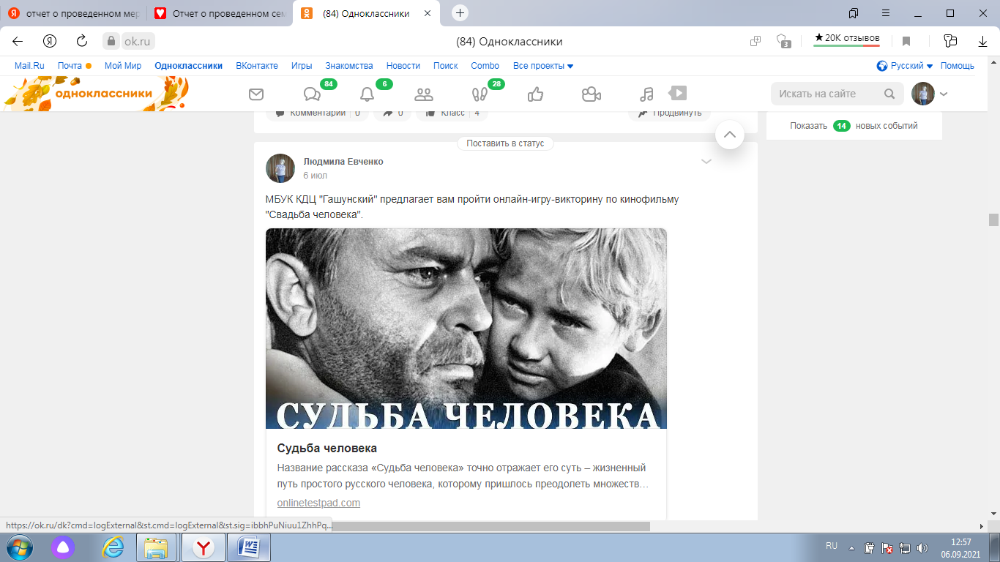 отчет о проведенном мер
Отчет о проведенном сем
(84) Одноклассники
ok.ru
(84) Одноклассники
3
★ 20K отзывов
Mail.Ru Почта Мой Мир Одноклассники ВКонтакте Игры Знакомства Новости Поиск Combo Все проекты Русский Помощь
одноклассники
84
6
28
Искать на сайте
Комментарии 0
0
Класс 4
Продвинуть
Показать 14 новых событий
Поставить в статус
Людмила Евченко
6 июл
МБУК КДЦ "Гашунский" предлагает вам пройти онлайн-игру-викторину по кинофильму
"Свадьба человека".
СУДЬБА ЧЕЛОВЕКА
Судьба человека
Название рассказа «Судьба человека» точно отражает его суть – жизненный
путь простого русского человека, которому пришлось преодолеть множеств...
onlinetestpad.com
https://ok.ru/dk?cmd=logExternal&st.cmd=logExternal&st.sig=ibbhPuNiuu1ZhhPq...
RU
12:57
06.09.2021